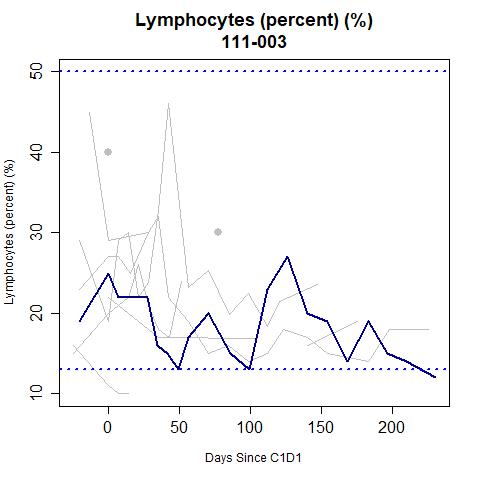 Lymphocytes (percent) (%)
111-003
Lymphocytes (percent) (%)
50
40
30
20
10
0 50 100 150 200
Days Since C1D1